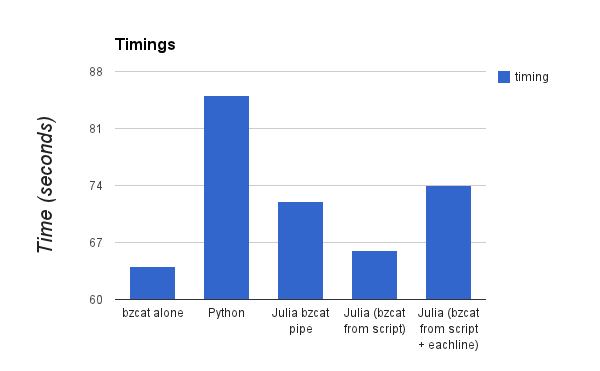 Timings
88
81
74
67
60
Time (seconds)
timing
bzcat alone
Python
Julia bzcat
pipe
Julia (bzcat
from script)
Julia (bzcat
from script
+ eachline)